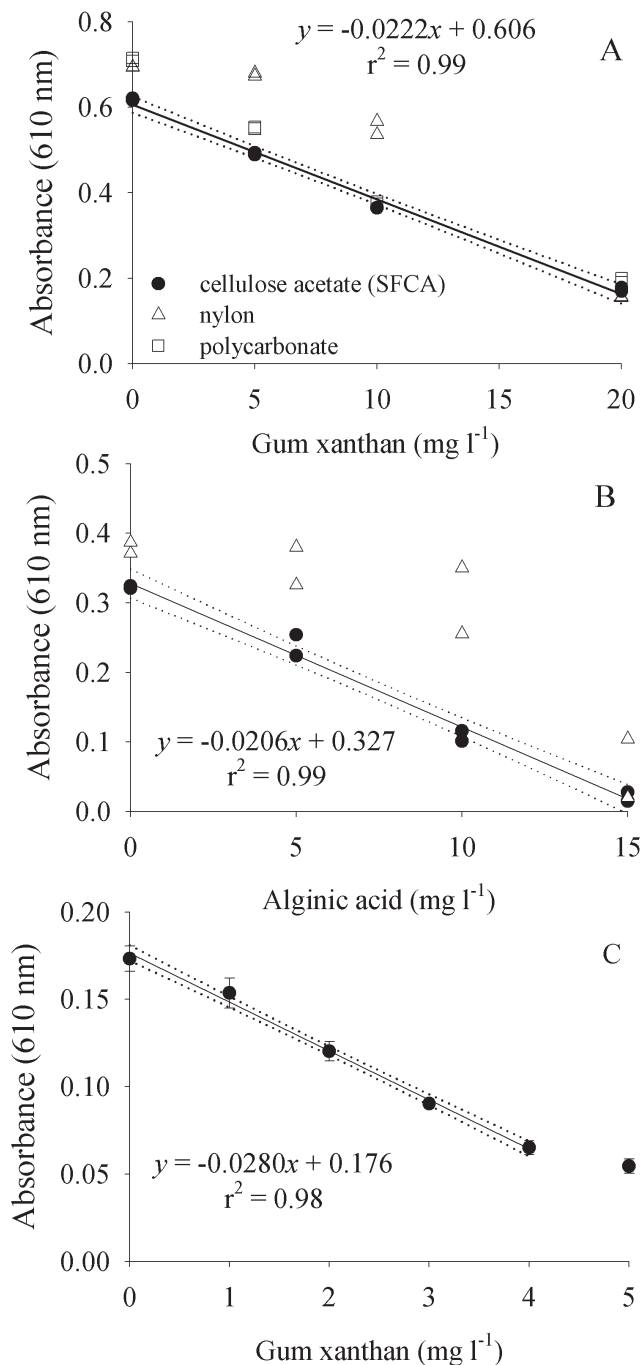 0.8
y = -0.0222x + 0.606
r² = 0.99
A
0.6
0.4
0.2
0.0
Absorbance (610 nm)
cellulose acetate (SFCA)
nylon
polycarbonate
0 5 10 15 20
Gum xanthan (mg l⁻¹)
0.5
B
0.4
0.3
0.2
0.1
0.0
Absorbance (610 nm)
y = -0.0206x + 0.327
r² = 0.99
0 5 10 15
Alginic acid (mg l⁻¹)
0.20
C
0.15
0.10
0.05
0.00
Absorbance (610 nm)
y = -0.0280x + 0.176
r² = 0.98
0 1 2 3 4 5
Gum xanthan (mg l⁻¹)